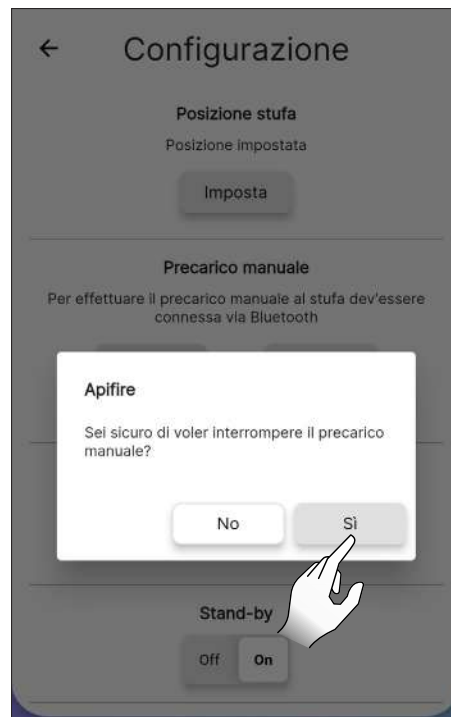 Configurazione
Posizione stufa
Posizione impostata
Imposta
Precarico manuale
Per effettuare il precarico manuale al stufa dev'essere
connessa via Bluetooth
Apifire
Sei sicuro di voler interrompere il precarico
manuale?
No
Sì
Stand-by
Off
On